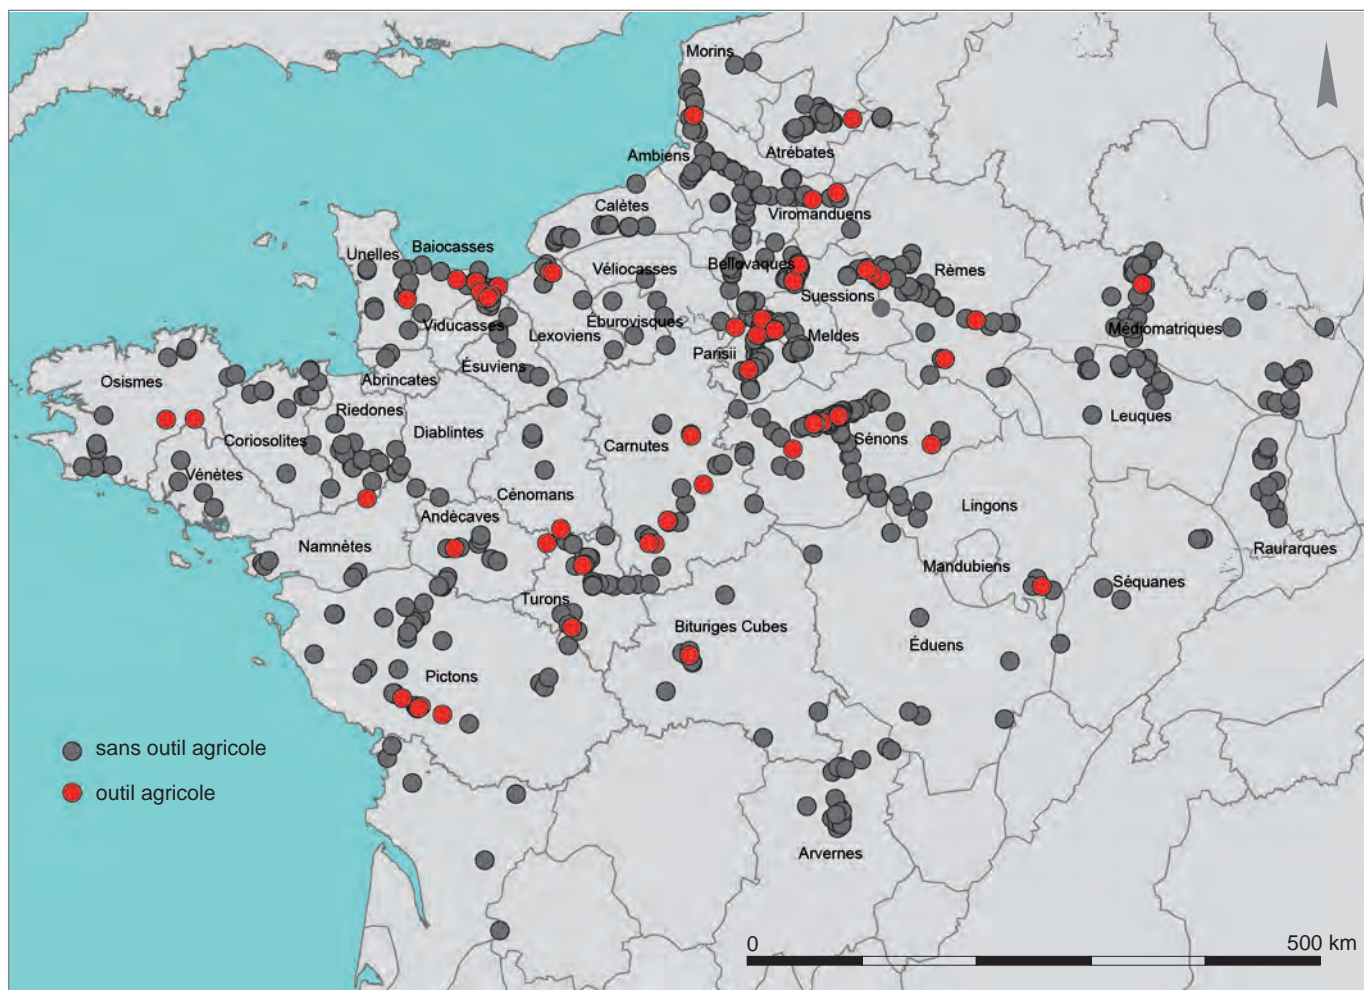 Morins
Ambiens
Atrébates
Calètes
Viromanduens
Unelles
Baiocasses
Véliocasses
Bellovaques
Rèmes
Suessions
Viducasses
Lexoviens
Éburovisques
Meldes
Médiomatriques
Parisii
Ésuviens
Abrincates
Osismes
Riedones
Leuques
Coriosolites
Diablintes
Carnutes
Sénons
Vénètes
Cénomans
Lingons
Andècaves
Namnètes
Raurarques
Mandubiens
Séquanes
Turons
Bituriges Cubes
Éduens
Pictons
sans outil agricole
outil agricole
Arvernes
0
500 km